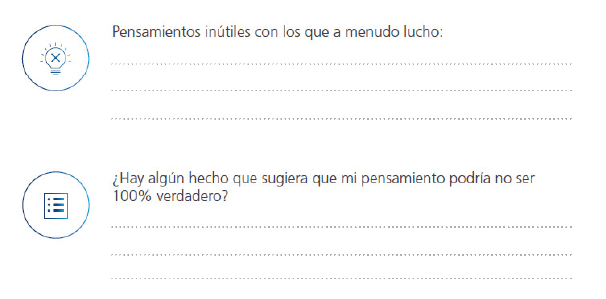 Pensamientos inútiles con los que a menudo lucho:
¿Hay algún hecho que sugiera que mi pensamiento podría no ser
100% verdadero?